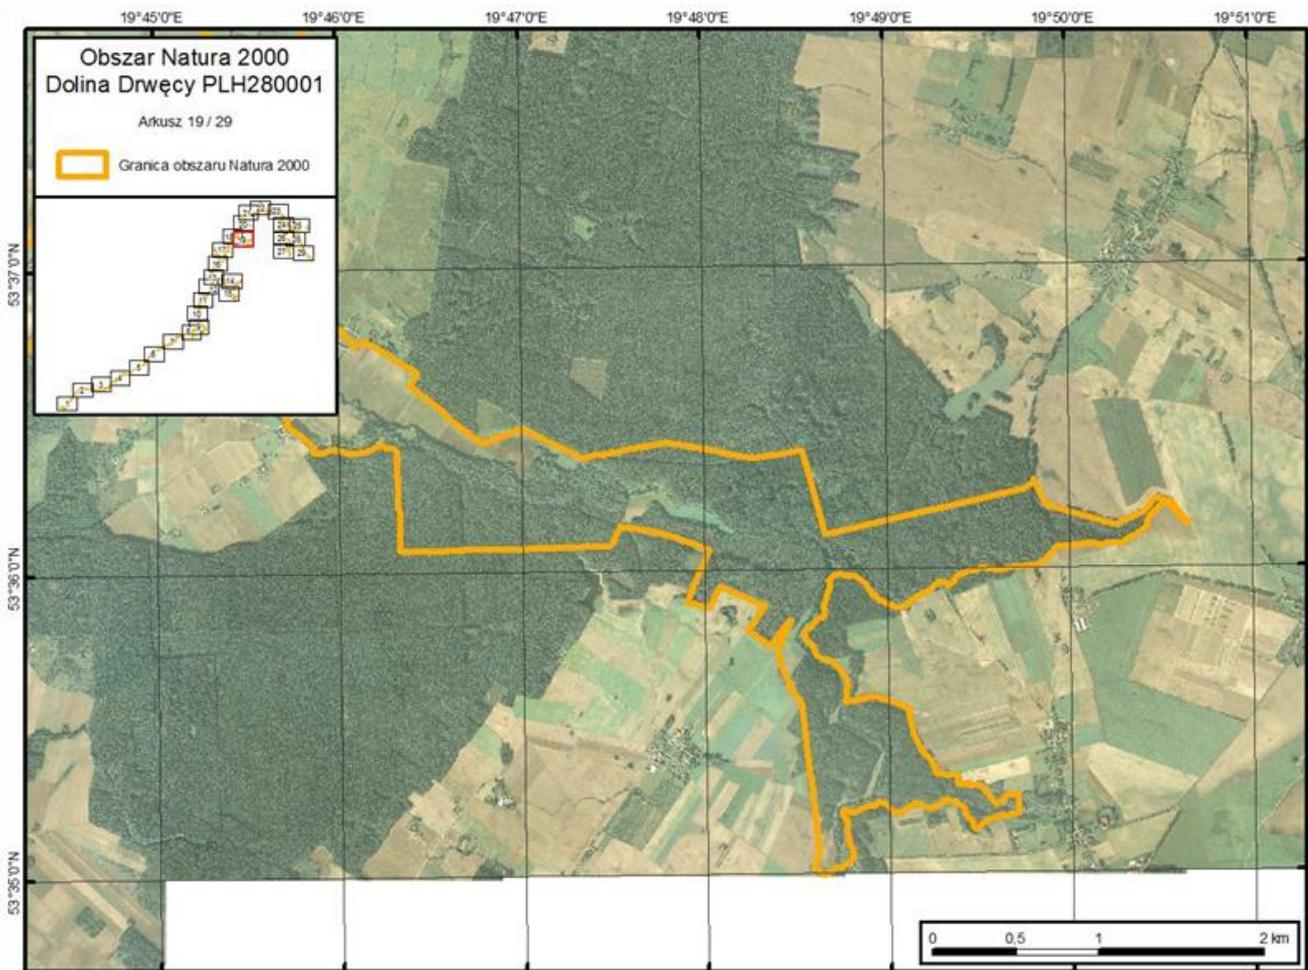 19°45'0"E 19°46'0"E 19°47'0"E 19°48'0"E 19°49'0"E 19°50'0"E 19°51'0"E
Obszar Natura 2000
Dolina Drwęcy PLH280001
Arkusz 19 / 29
Granica obszaru Natura 2000
53°37'0"N
53°36'0"N
53°35'0"N
0 0,5 1 2 km